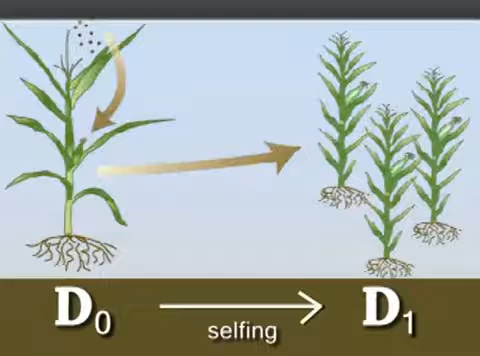 D₀ → D₁
selfing